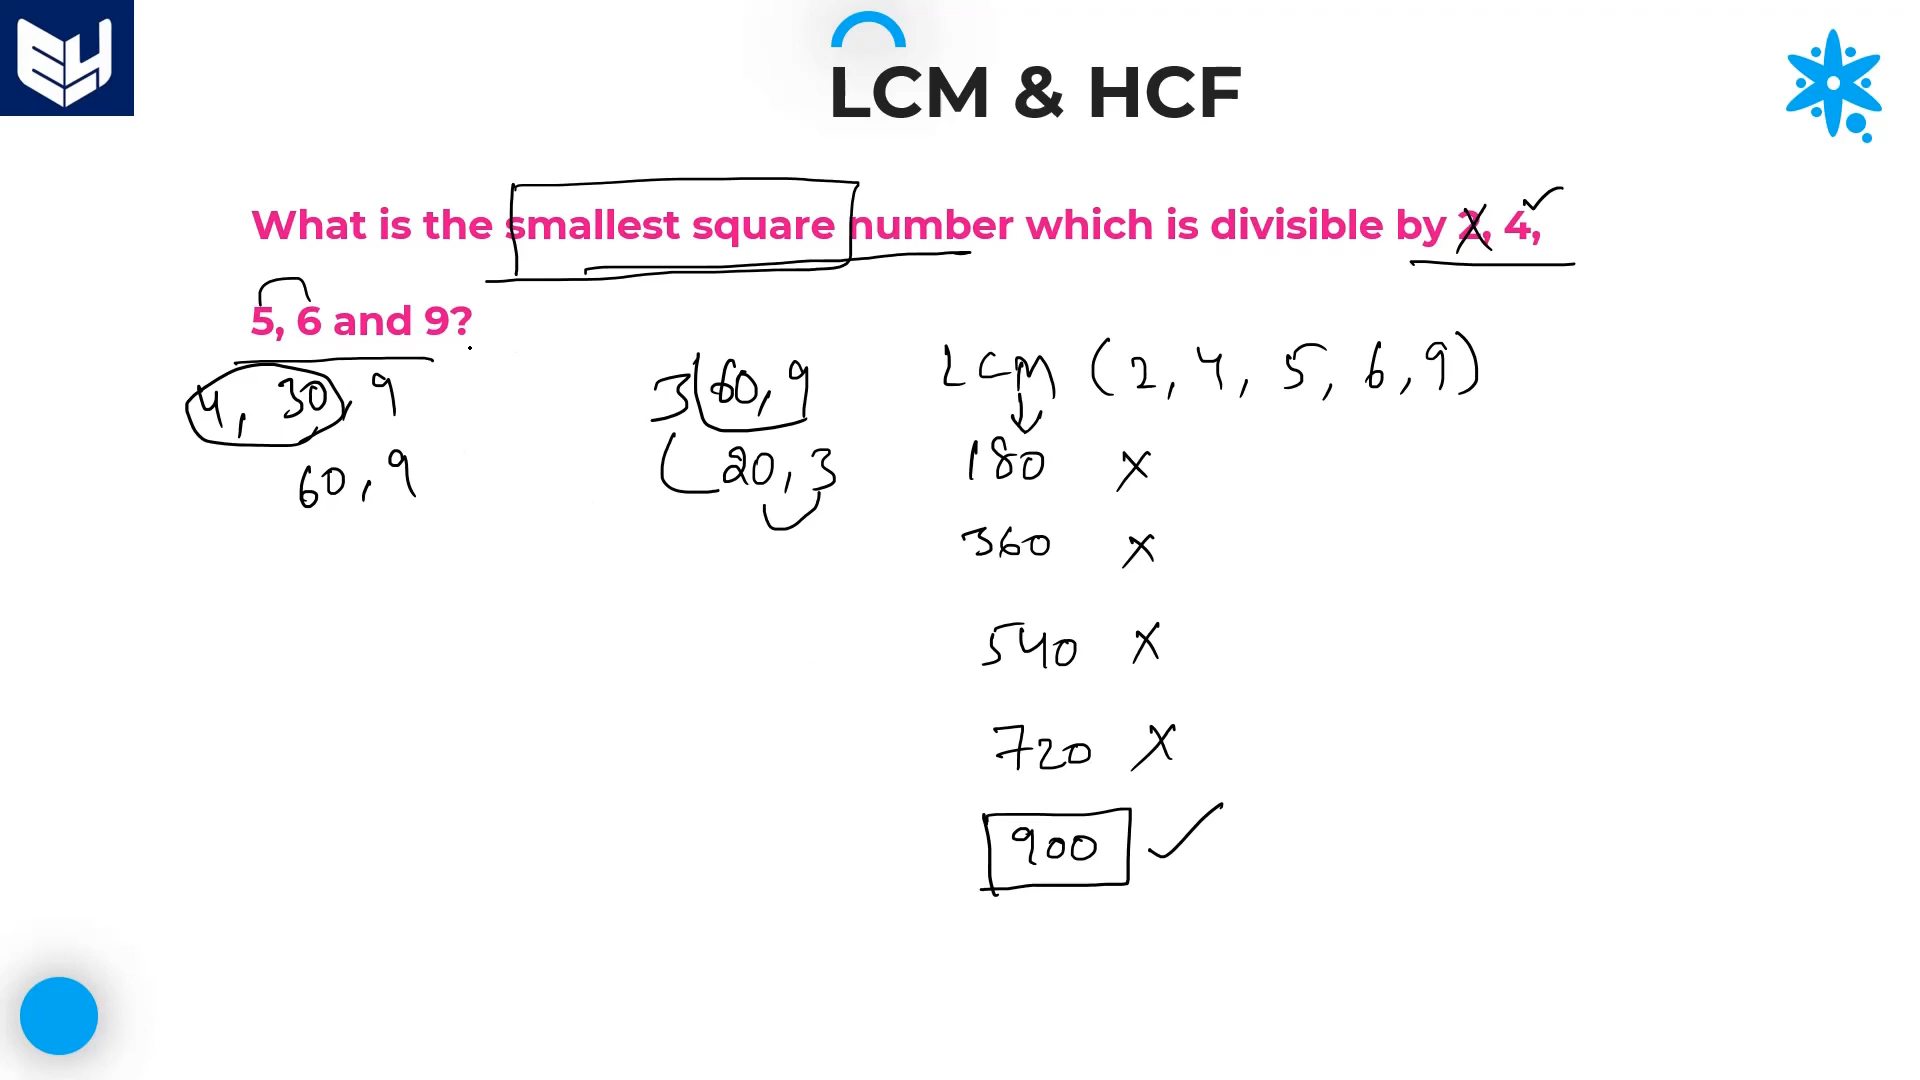 EY
LCM & HCF
What is the smallest square number which is divisible by 2, 4,
5, 6 and 9?
4, 30, 9
60, 9
3 60, 9
20, 3
LCM (2, 4, 5, 6, 9)
180 X
360 X
540 X
720 X
900 ✓